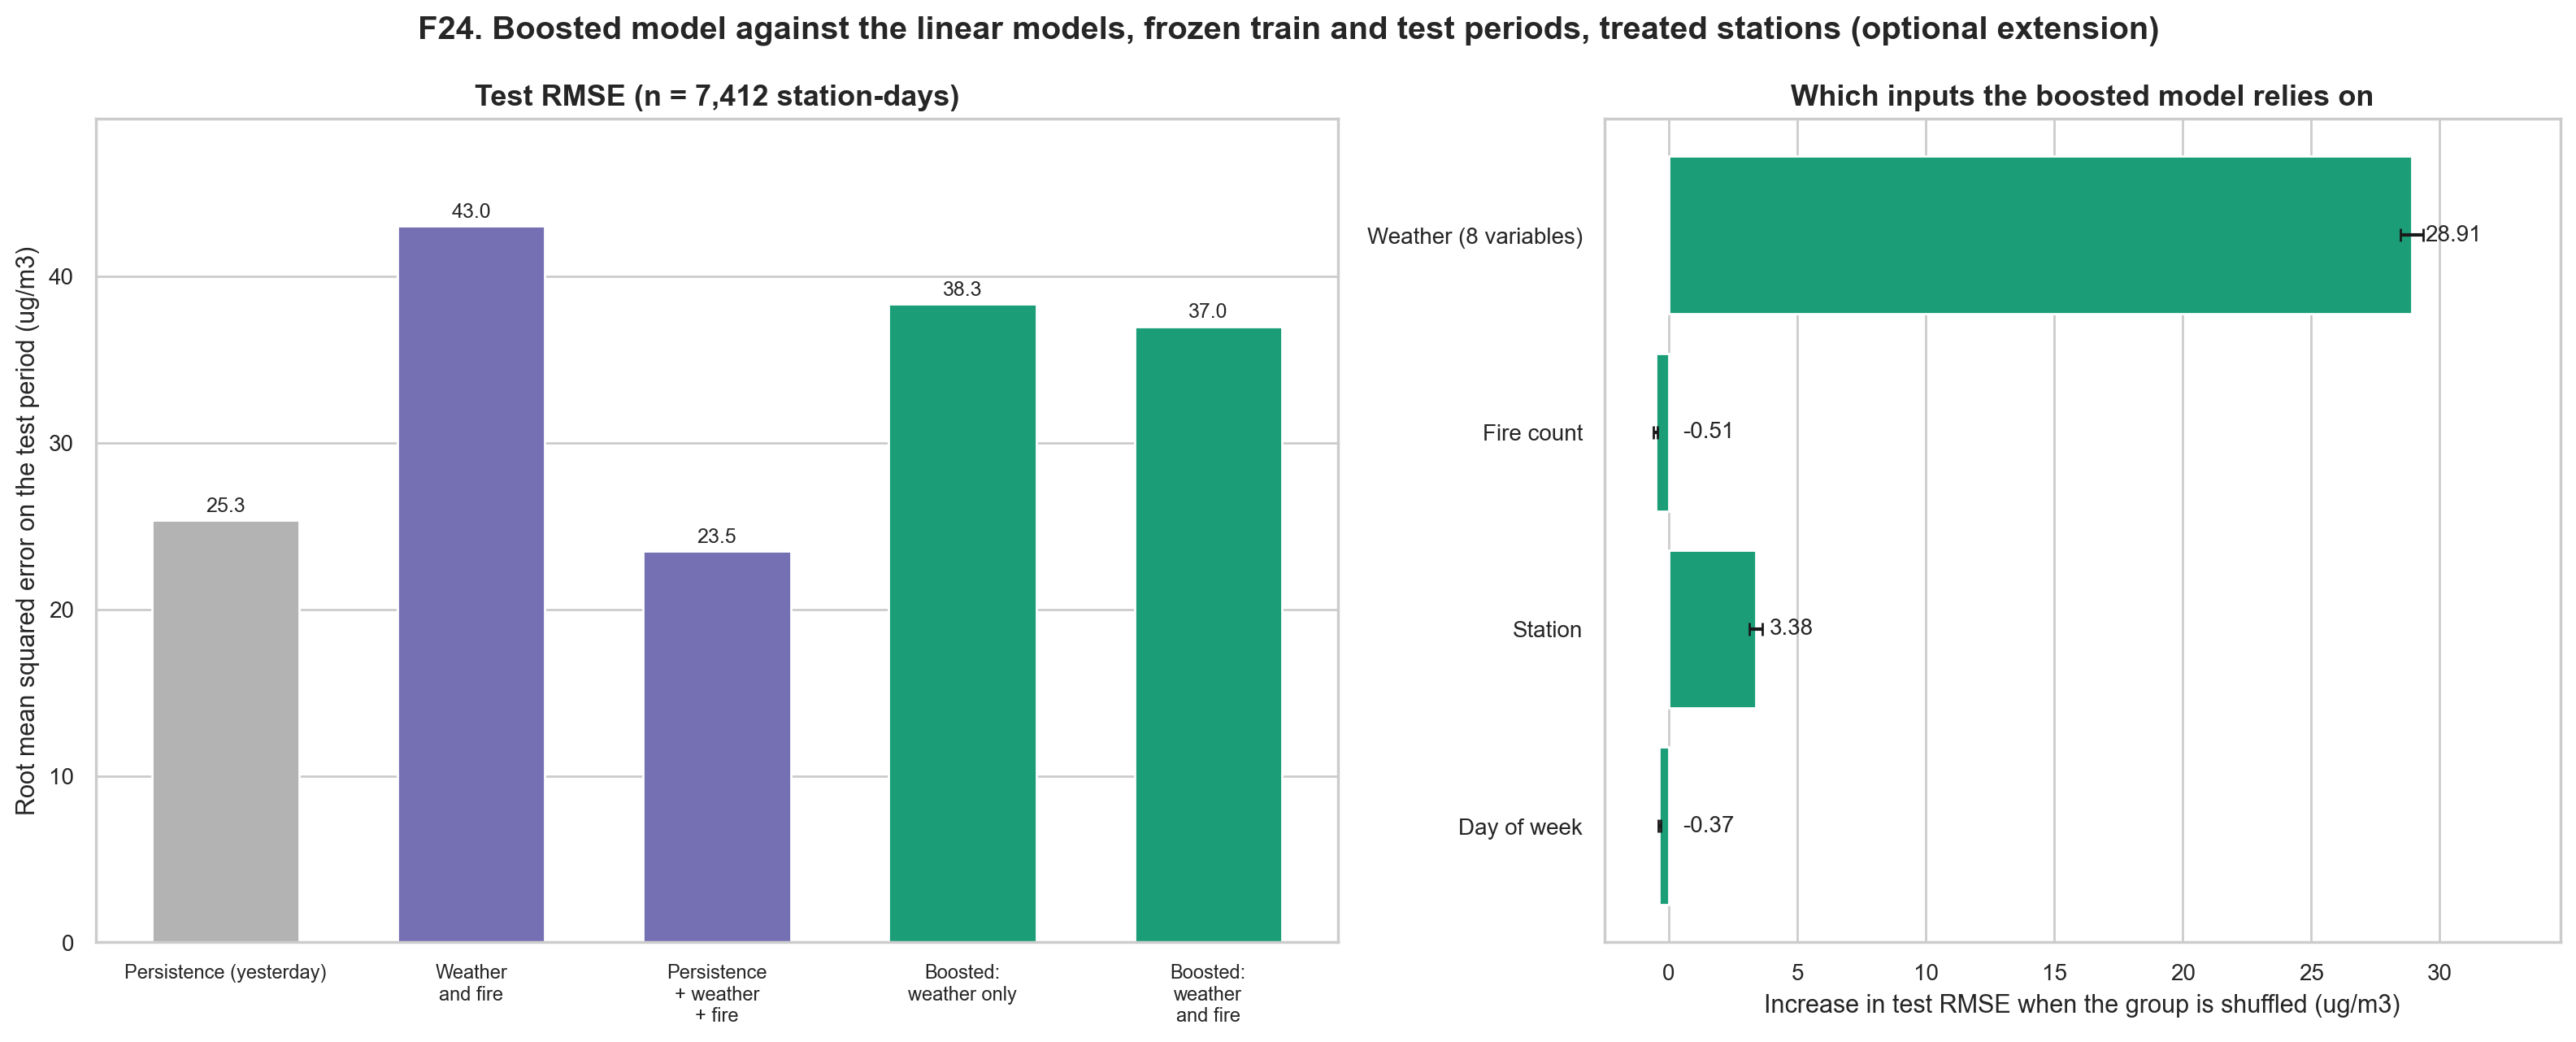 F24. Boosted model against the linear models, frozen train and test periods, treated stations (optional extension)
Test RMSE (n = 7,412 station-days)
Root mean squared error on the test period (ug/m3)
40
30
20
10
0
25.3
43.0
23.5
38.3
37.0
Persistence (yesterday)
Weather
and fire
Persistence
+ weather
+ fire
Boosted:
weather only
Boosted:
weather
and fire
Which inputs the boosted model relies on
Weather (8 variables)
28.91
Fire count
-0.51
Station
3.38
Day of week
-0.37
0 5 10 15 20 25 30
Increase in test RMSE when the group is shuffled (ug/m3)